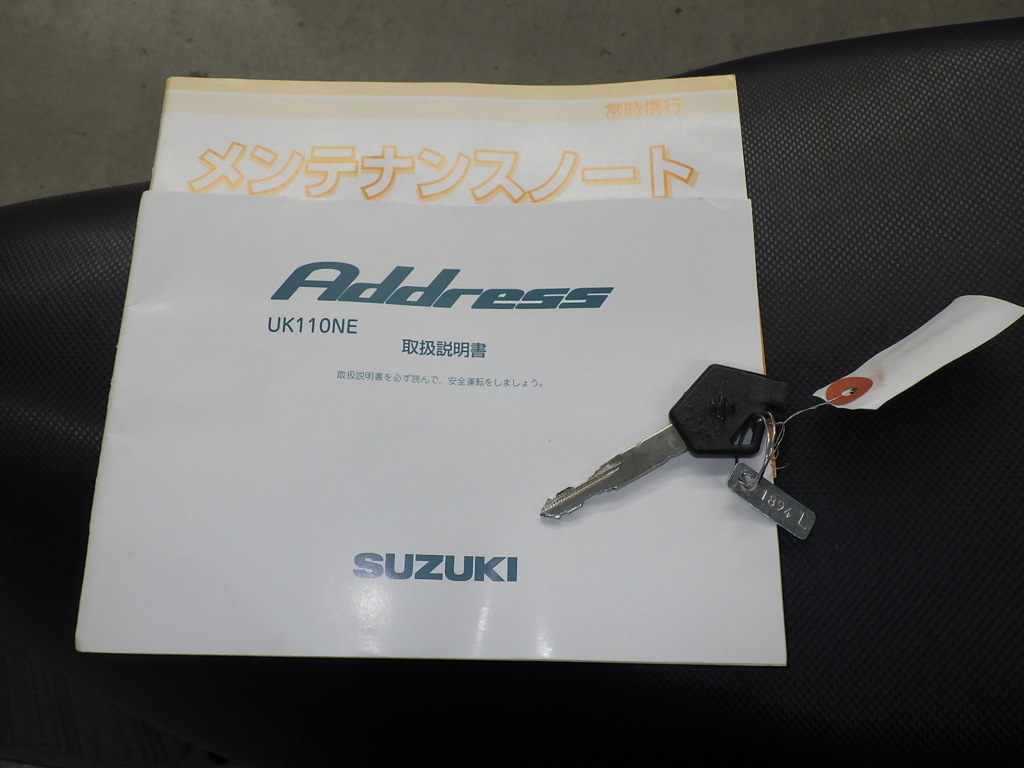 常時携行
メンテナンスノート
Address
UK110NE
取扱説明書
取扱説明書を必ず読んで、安全運転をしましょう。
SUZUKI
1894 L